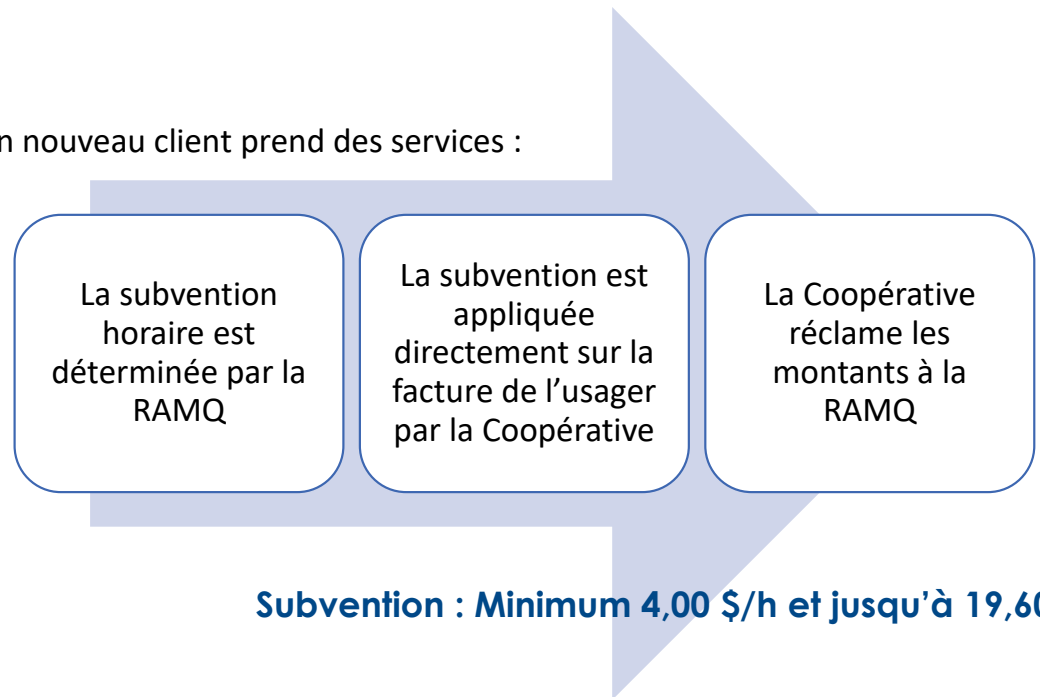 n nouveau client prend des services :
La subvention
horaire est
déterminée par la
RAMQ
La subvention est
appliquée
directement sur la
facture de l’usager
par la Coopérative
La Coopérative
réclame les
montants à la
RAMQ
Subvention : Minimum 4,00 $/h et jusqu’à 19,60